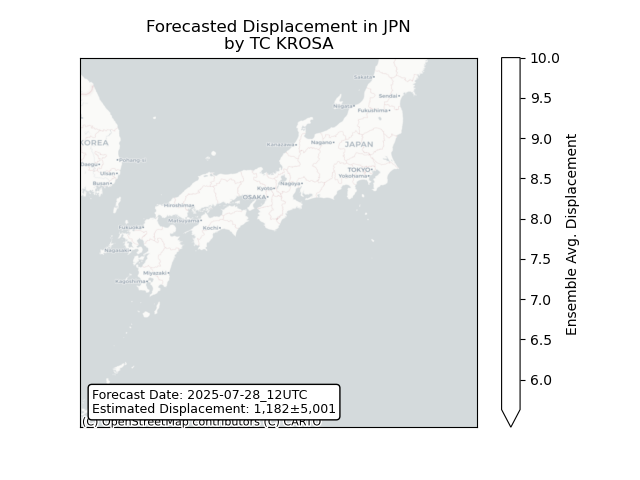 Forecasted Displacement in JPN
by TC KROSA
Sakata
Sendai
Niigata
Fukushima
Kanazawa
Nagano
JAPAN
KOREA
Daegu
Ulsan
Busan
TOKYO
Yokohama
Kyoto
Nagoya
OSAKA
Hiroshima
Matsuyama
Kochi
Fukuoka
Nagasaki
Miyazaki
Kagoshima
Forecast Date: 2025-07-28_12UTC
Estimated Displacement: 1,182±5,001
(C) OpenStreetMap contributors (C) CARTO
10.0
9.5
9.0
8.5
8.0
7.5
7.0
6.5
6.0
Ensemble Avg. Displacement